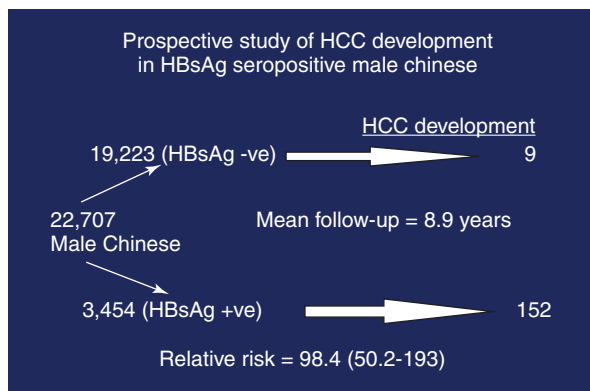 Prospective study of HCC development
in HBsAg seropositive male chinese
HCC development
19,223 (HBsAg -ve) 9
22,707 Mean follow-up = 8.9 years
Male Chinese
3,454 (HBsAg +ve) 152
Relative risk = 98.4 (50.2-193)